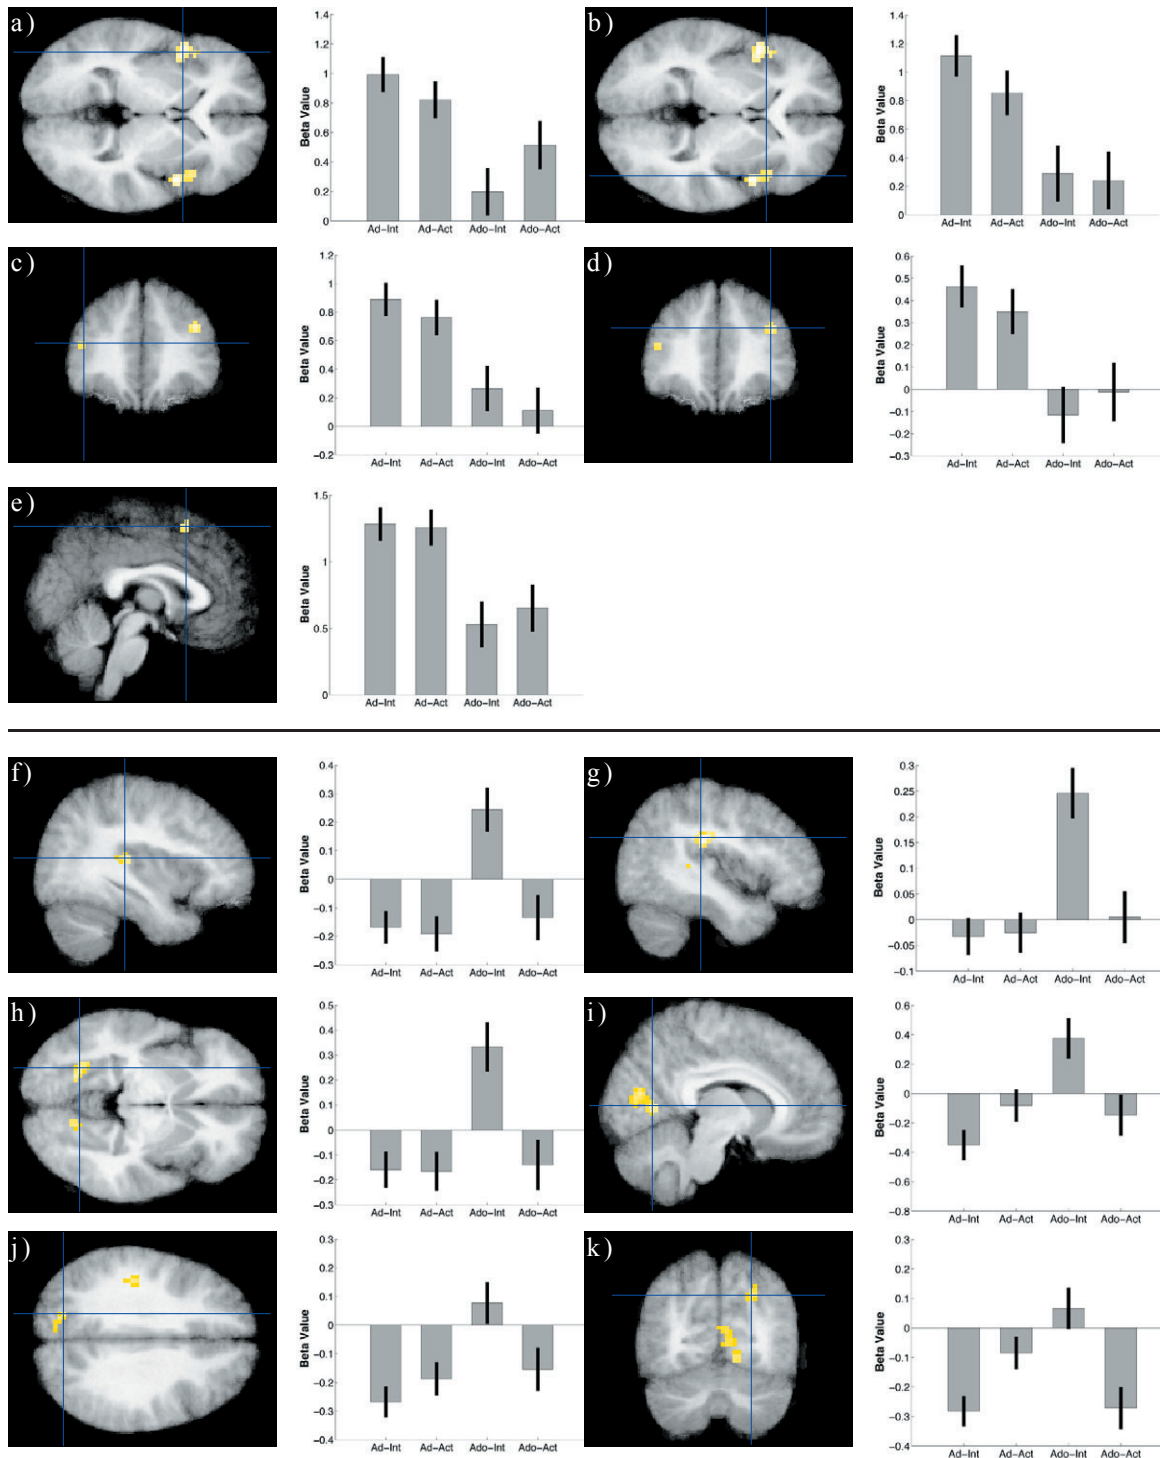 a)
1.4
1.2
1
0.8
0.6
0.4
0.2
0
Beta Value
Ad-Int Ad-Act Ado-Int Ado-Act
b)
1.4
1.2
1
0.8
0.6
0.4
0.2
0
Beta Value
Ad-Int Ad-Act Ado-Int Ado-Act
c)
1.2
1
0.8
0.6
0.4
0.2
0
-0.2
Beta Value
Ad-Int Ad-Act Ado-Int Ado-Act
d)
0.6
0.5
0.4
0.3
0.2
0.1
0
-0.1
-0.2
-0.3
Beta Value
Ad-Int Ad-Act Ado-Int Ado-Act
e)
1.5
1
0.5
0
Beta Value
Ad-Int Ad-Act Ado-Int Ado-Act
f)
0.4
0.3
0.2
0.1
0
-0.1
-0.2
-0.3
Beta Value
Ad-Int Ad-Act Ado-Int Ado-Act
g)
0.3
0.25
0.2
0.15
0.1
0.05
0
-0.05
-0.1
Beta Value
Ad-Int Ad-Act Ado-Int Ado-Act
h)
0.5
0.4
0.3
0.2
0.1
0
-0.1
-0.2
-0.3
Beta Value
Ad-Int Ad-Act Ado-Int Ado-Act
i)
0.6
0.4
0.2
0
-0.2
-0.4
-0.6
-0.8
Beta Value
Ad-Int Ad-Act Ado-Int Ado-Act
j)
0.3
0.2
0.1
0
-0.1
-0.2
-0.3
-0.4
Beta Value
Ad-Int Ad-Act Ado-Int Ado-Act
k)
0.3
0.2
0.1
0
-0.1
-0.2
-0.3
-0.4
Beta Value
Ad-Int Ad-Act Ado-Int Ado-Act